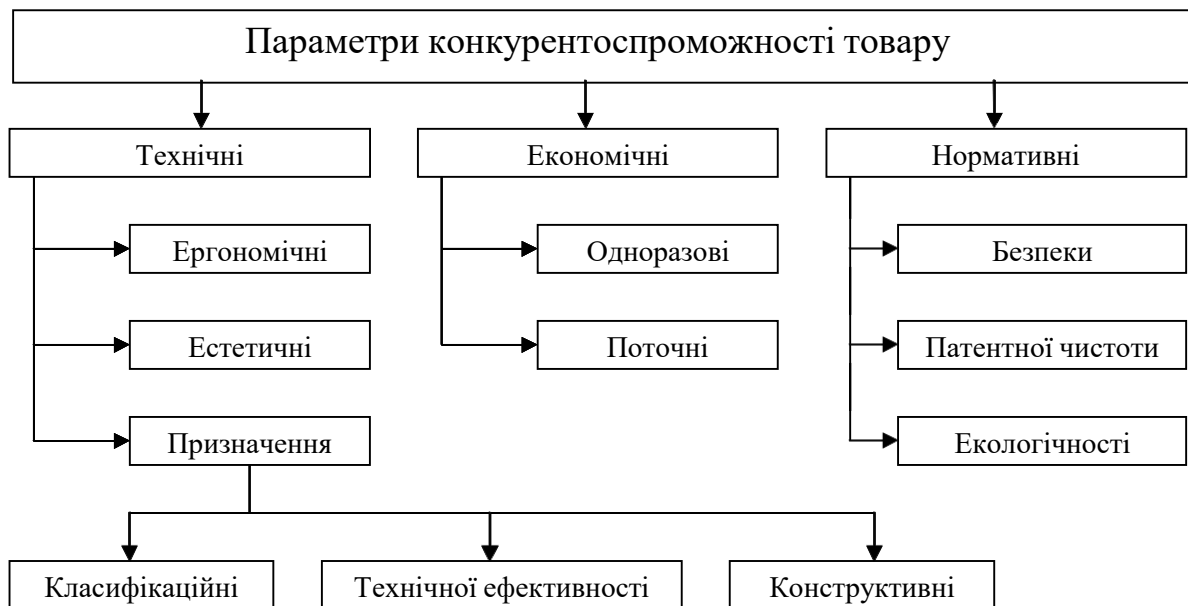 Параметри конкурентоспроможності товару
Технічні
Економічні
Нормативні
Ергономічні
Одноразові
Безпеки
Естетичні
Поточні
Патентної чистоти
Призначення
Екологічності
Класифікаційні
Технічної ефективності
Конструктивні